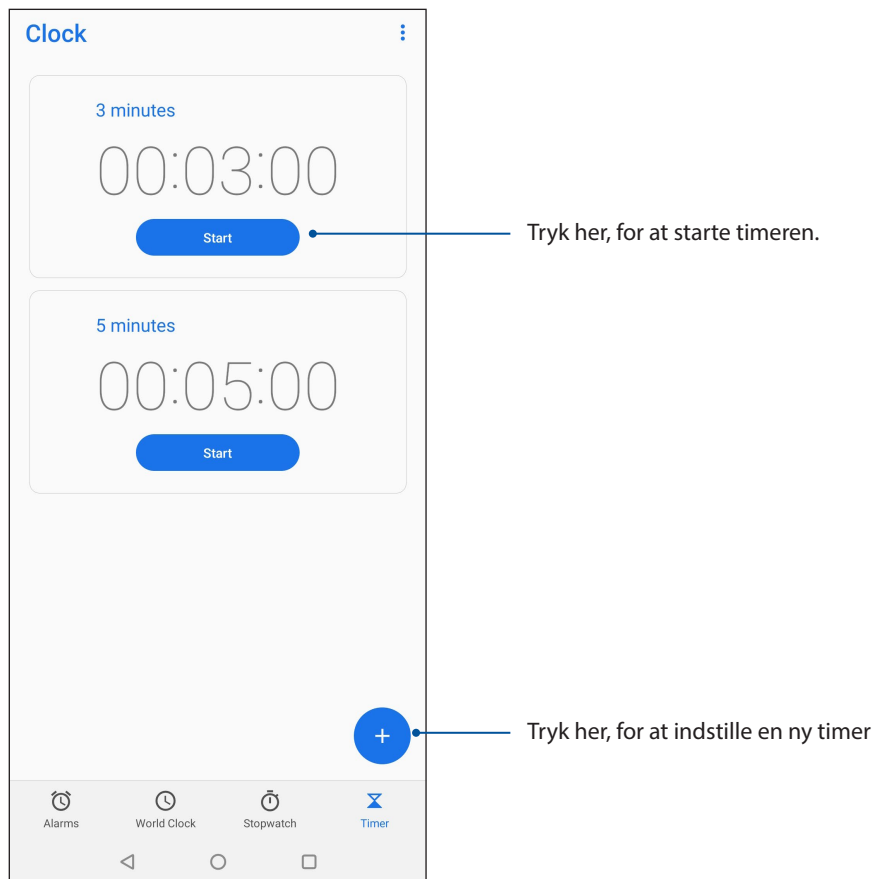 Clock
3 minutes
00:03:00
Start
Tryk her, for at starte timeren.
5 minutes
00:05:00
Start
+
Tryk her, for at indstille en ny timer
Alarms World Clock Stopwatch Timer